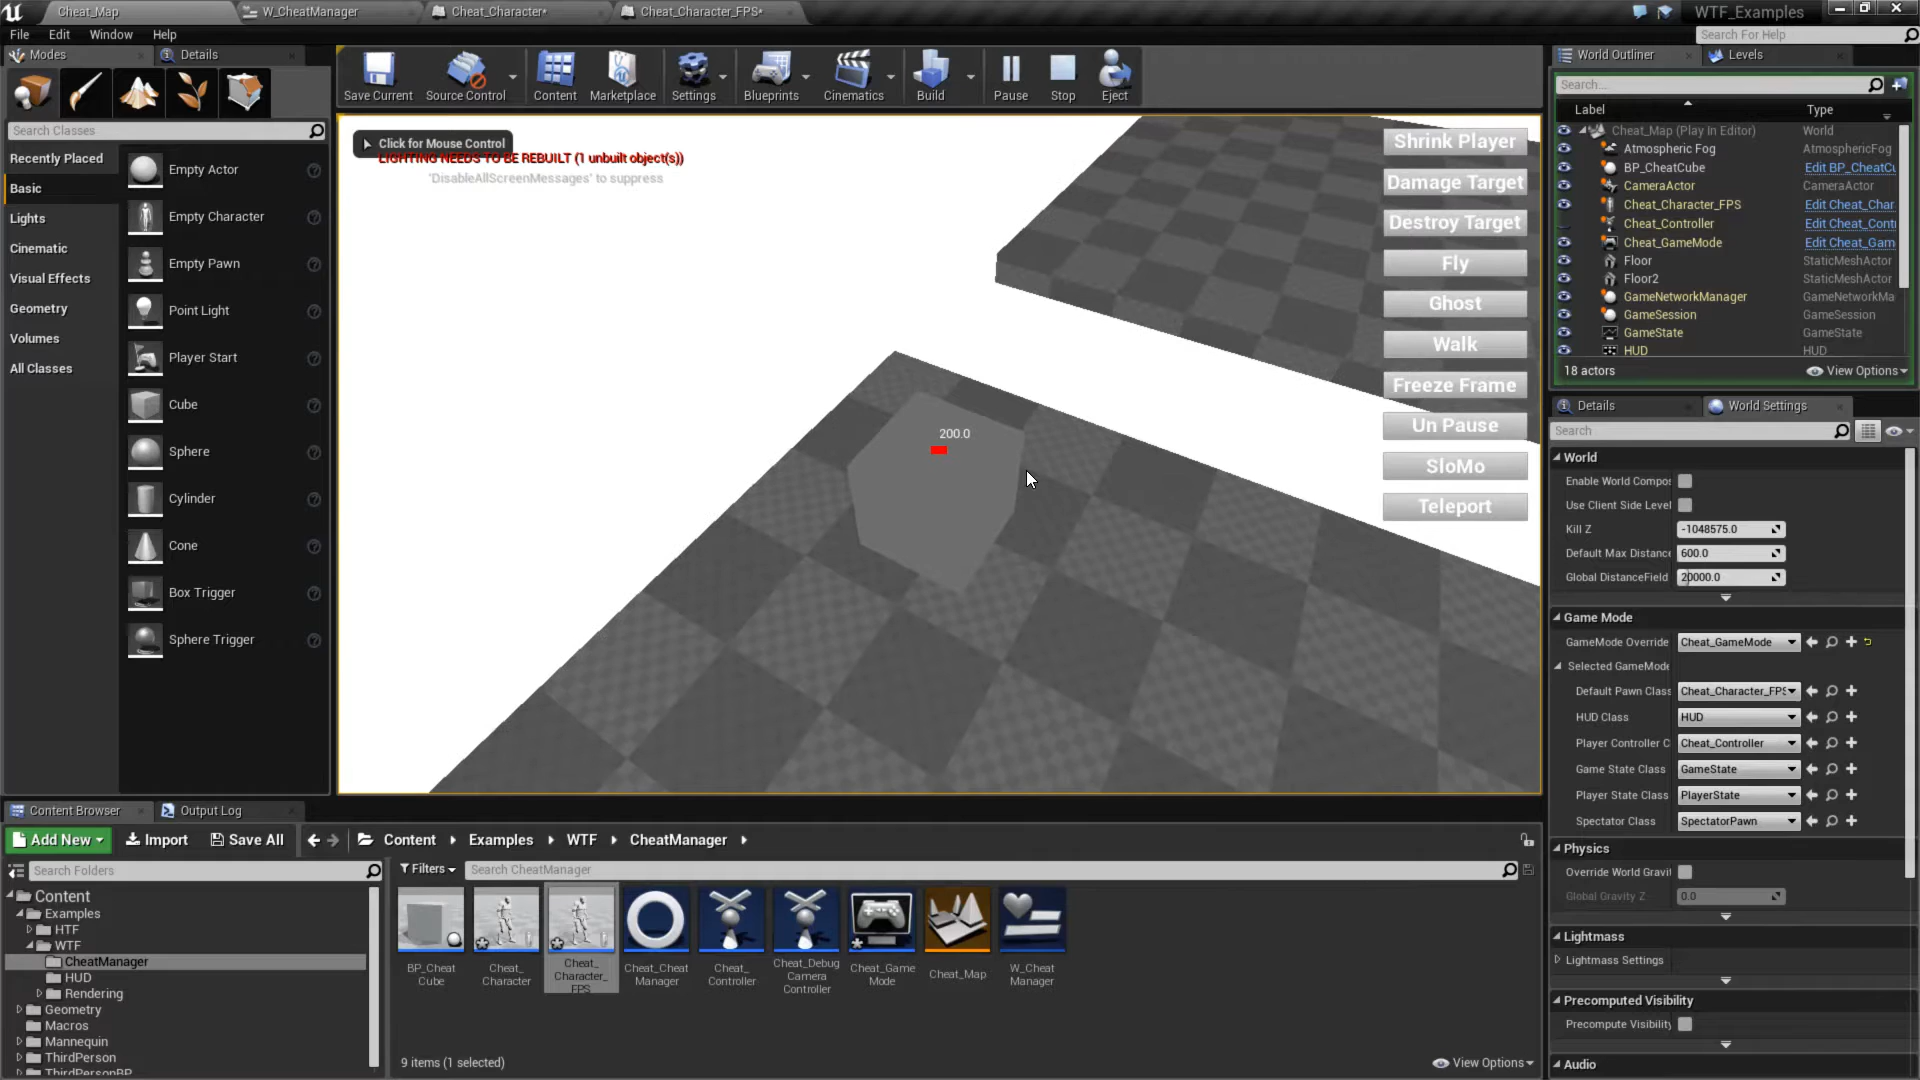 Cheat_Map
W_CheatManager
Cheat_Character*
Cheat_Character_FPS*
WTF_Examples
File Edit Window Help
Search For Help
Modes
Details
Save Current
Source Control
Content
Marketplace
Settings
Blueprints
Cinematics
Build
Pause
Stop
Eject
Search Classes
Recently Placed
Basic
Lights
Cinematic
Visual Effects
Geometry
Volumes
All Classes
Empty Actor
Empty Character
Empty Pawn
Point Light
Player Start
Cube
Sphere
Cylinder
Cone
Box Trigger
Sphere Trigger
Click for Mouse Control
LIGHTING NEEDS TO BE REBUILT (1 unbuilt object(s))
'DisableAllScreenMessages' to suppress
200.0
Shrink Player
Damage Target
Destroy Target
Fly
Ghost
Walk
Freeze Frame
Un Pause
SloMo
Teleport
World Outliner
Levels
Search...
Label Type
Cheat_Map (Play In Editor) World
Atmospheric Fog AtmosphericFog
BP_CheatCube Edit BP_CheatCu
CameraActor CameraActor
Cheat_Character_FPS Edit Cheat_Char
Cheat_Controller Edit Cheat_Cont
Cheat_GameMode Edit Cheat_Gam
Floor StaticMeshActor
Floor2 StaticMeshActor
GameNetworkManager GameNetworkMa
GameSession GameSession
GameState GameState
HUD HUD
18 actors
View Options
Details
World Settings
Search
World
Enable World Compos
Use Client Side Level
Kill Z -1048575.0
Default Max Distance 600.0
Global DistanceField 20000.0
Game Mode
GameMode Override Cheat_GameMode
Selected GameMode
Default Pawn Class Cheat_Character_FPS
HUD Class HUD
Player Controller C Cheat_Controller
Game State Class GameState
Player State Class PlayerState
Spectator Class SpectatorPawn
Physics
Override World Gravit
Global Gravity Z 0.0
Lightmass
Lightmass Settings
Precomputed Visibility
Precompute Visibility
Audio
Content Browser
Output Log
Add New
Import
Save All
Content
Examples
WTF
CheatManager
Search Folders
Filters
Search CheatManager
Content
Examples
HTF
WTF
CheatManager
HUD
Rendering
Geometry
Macros
Mannequin
ThirdPerson
ThirdPersonBP
BP_Cheat
Cube
Cheat_
Character
Cheat_
Character_
FPS
Cheat_Cheat
Manager
Cheat_
Controller
Cheat_Debug
Camera
Controller
Cheat_Game
Mode
Cheat_Map
W_Cheat
Manager
9 items (1 selected)
View Options